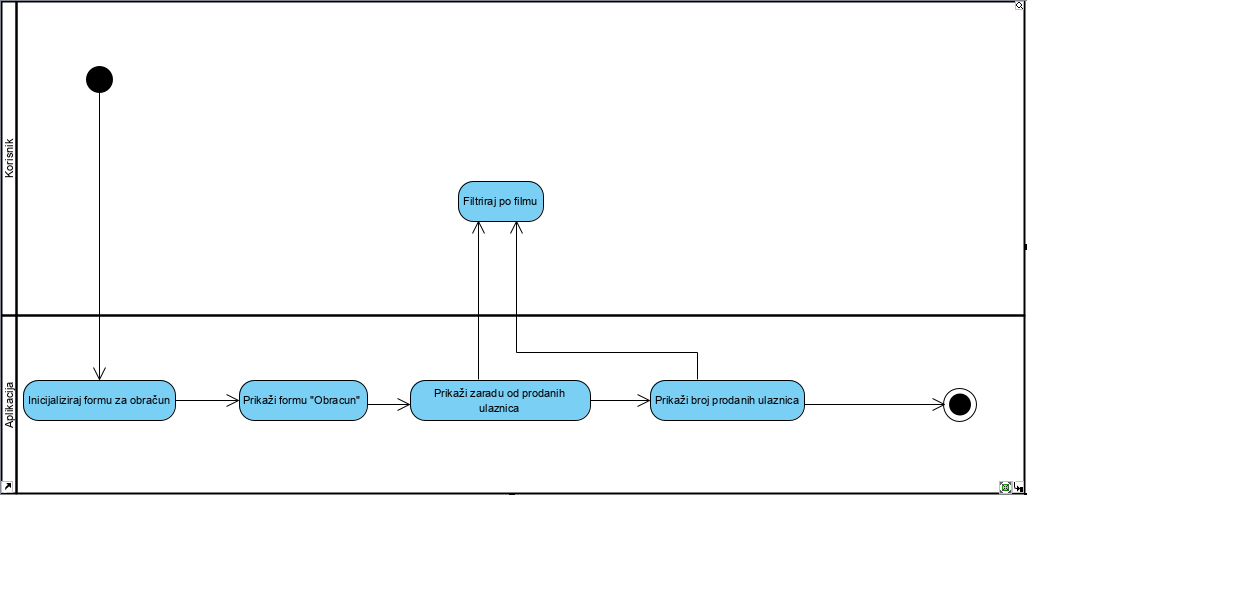 Korisnik
Filtriraj po filmu
Aplikacija
Inicijaliziraj formu za obračun
Prikaži formu "Obracun"
Prikaži zaradu od prodanih
ulaznica
Prikaži broj prodanih ulaznica